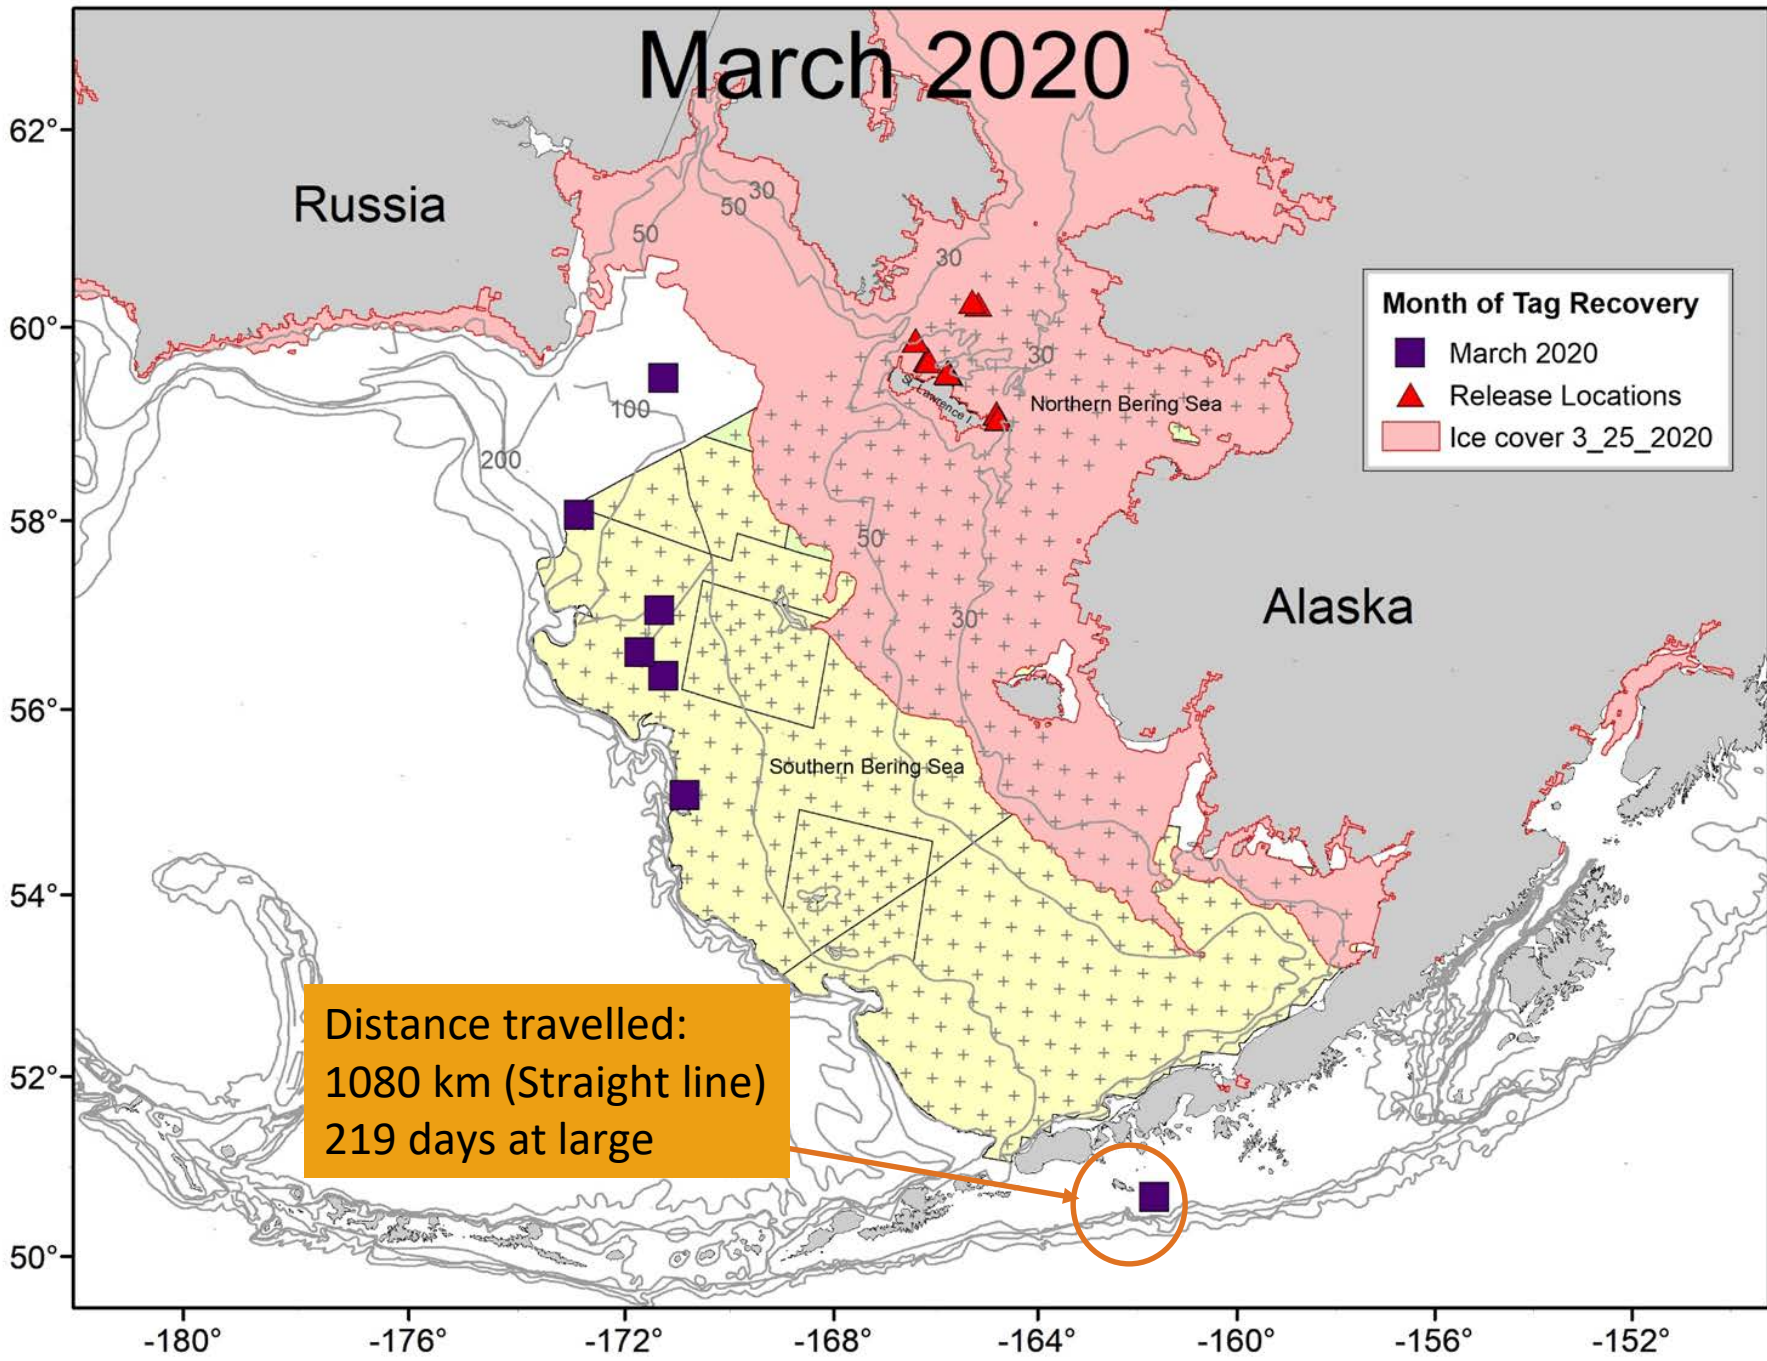 March 2020
Russia
Alaska
Month of Tag Recovery
March 2020
Release Locations
Ice cover 3_25_2020
Northern Bering Sea
St. Lawrence I.
Southern Bering Sea
30
50
50
30
30
100
200
50
30
Distance travelled:
1080 km (Straight line)
219 days at large
62°
60°
58°
56°
54°
52°
50°
-180°
-176°
-172°
-168°
-164°
-160°
-156°
-152°